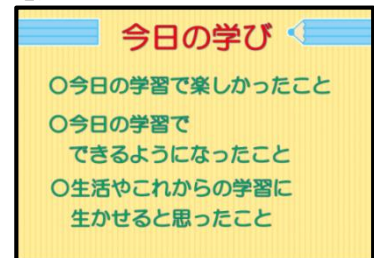 今日の学び
○今日の学習で楽しかったこと
○今日の学習で
できるようになったこと
○生活やこれからの学習に
生かせると思ったこと